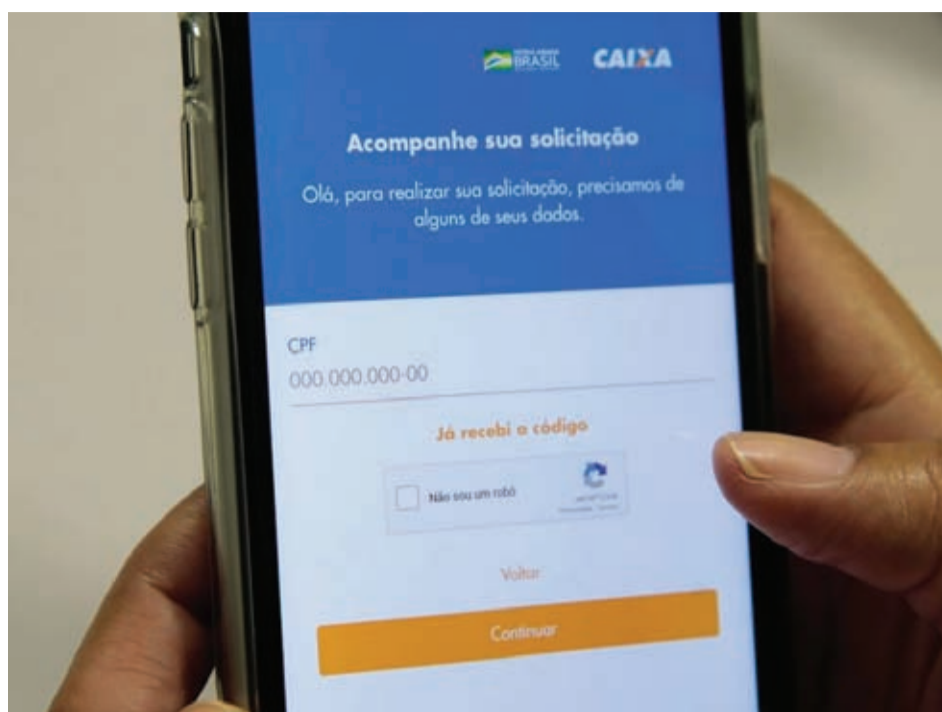 BRASIL CAIXA
Acompanhe sua solicitação
Olá, para realizar sua solicitação, precisamos de
alguns de seus dados.
CPF
000.000.000-00
Já recebi o código
Não sou um robô
Voltar
Continuar